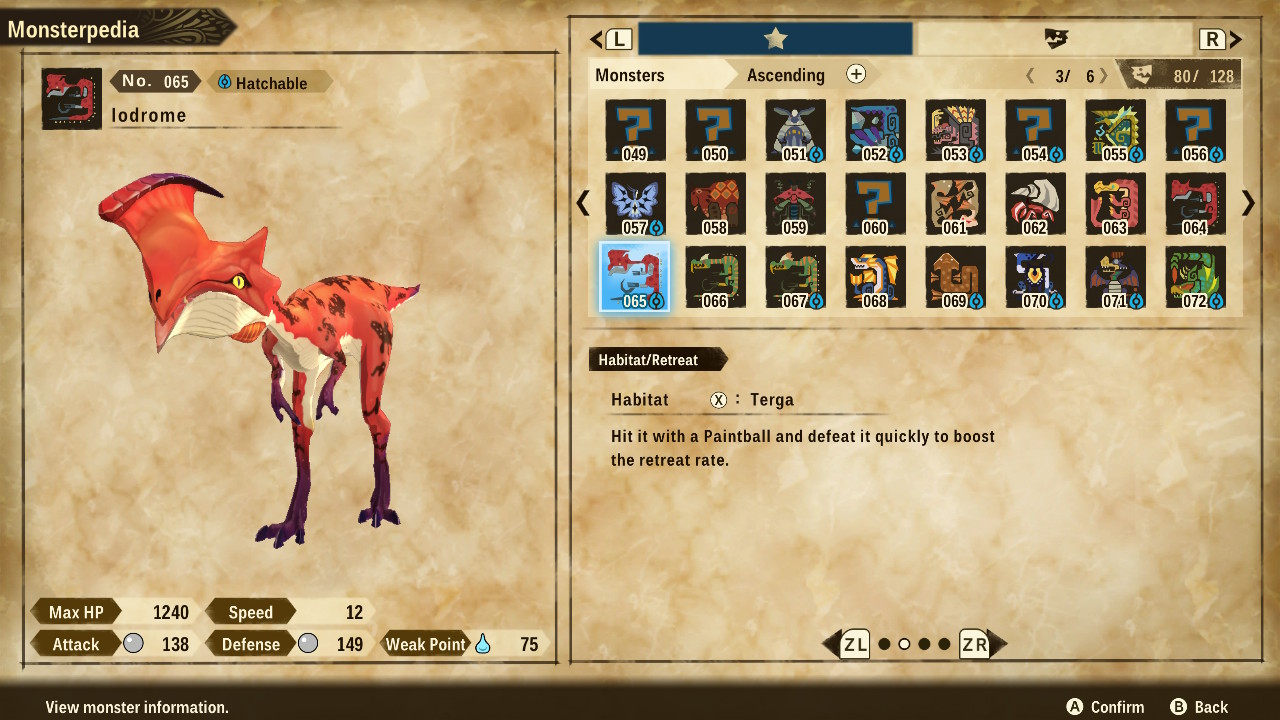 Monsterpedia
No. 065
Hatchable
Iodrome
Max HP 1240
Speed 12
Attack 138
Defense 149
Weak Point 75
L
R
Monsters
Ascending
3/ 6
80/ 128
049 050 051 052 053 054 055 056
057 058 059 060 061 062 063 064
065 066 067 068 069 070 071 072
Habitat/Retreat
Habitat X : Terga
Hit it with a Paintball and defeat it quickly to boost
the retreat rate.
ZL ZR
View monster information.
A Confirm B Back